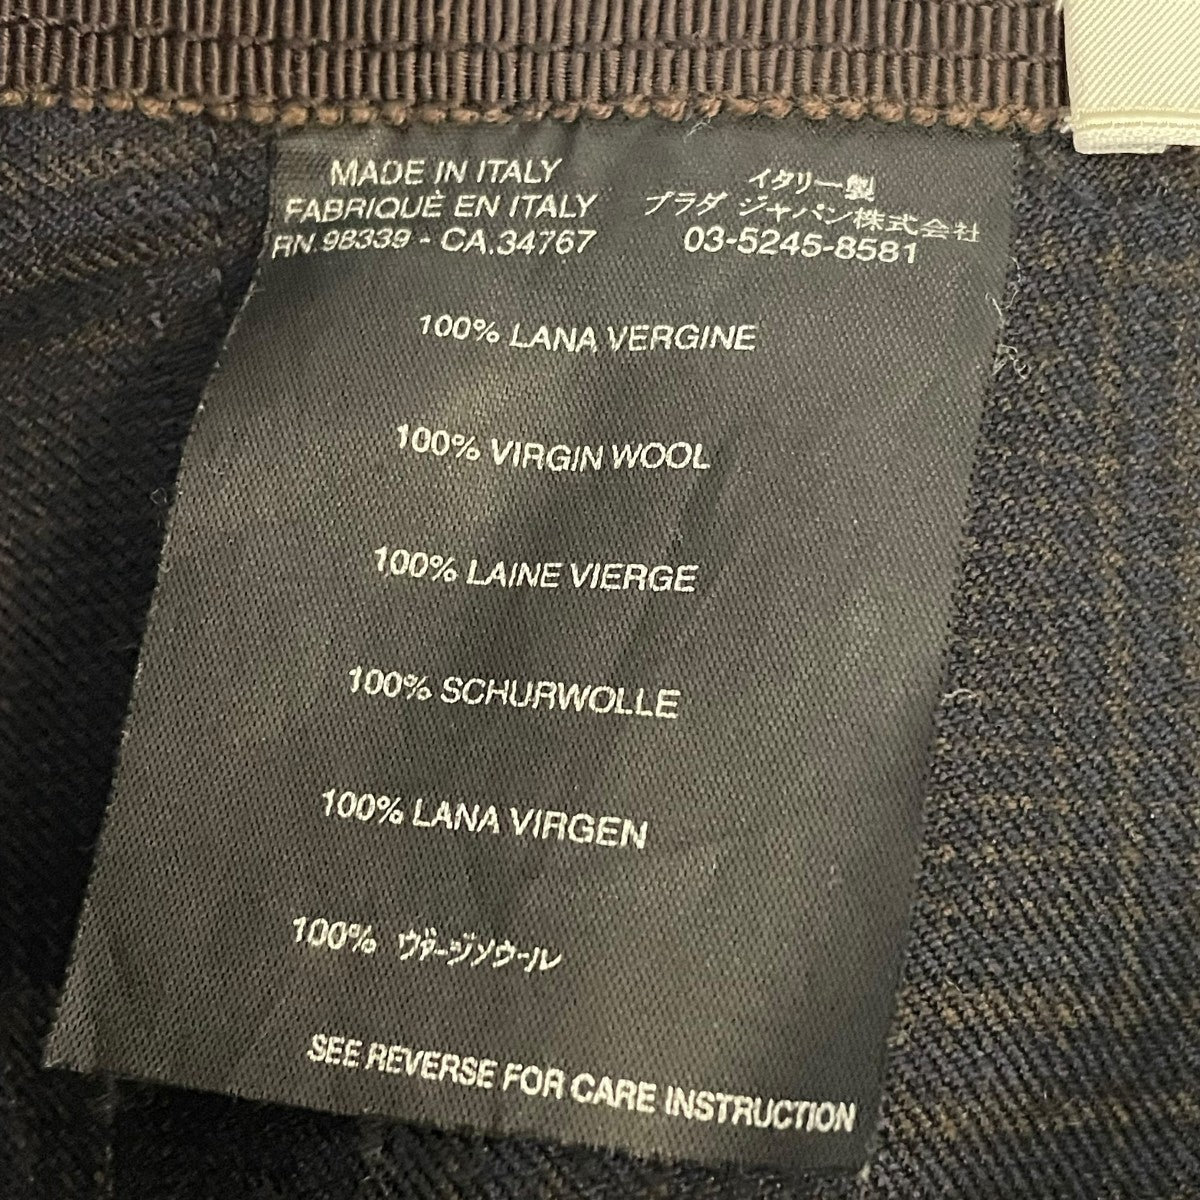 MADE IN ITALY
FABRIQUÈ EN ITALY
RN 98339 - CA.34767
イタリー製
プラダ ジャパン株式会社
03-5245-8581
100% LANA VERGINE
100% VIRGIN WOOL
100% LAINE VIERGE
100% SCHURWOLLE
100% LANA VIRGEN
100% ヴァージンウール
SEE REVERSE FOR CARE INSTRUCTION